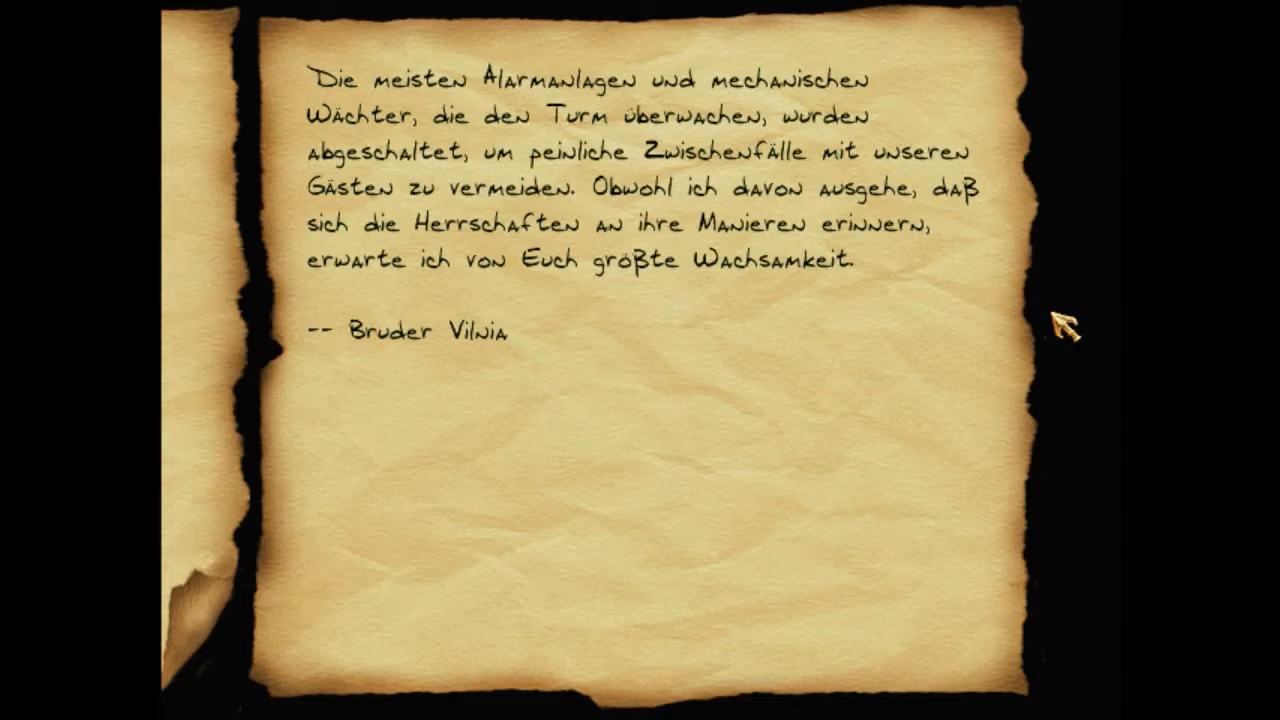 Die meisten Alarmanlagen und mechanischen
Wächter, die den Turm überwachen, wurden
abgeschaltet, um peinliche Zwischenfälle mit unseren
Gästen zu vermeiden. Obwohl ich davon ausgehe, daß
sich die Herrschaften an ihre Manieren erinnern,
erwarte ich von Euch größte Wachsamkeit.
-- Bruder Vilnia